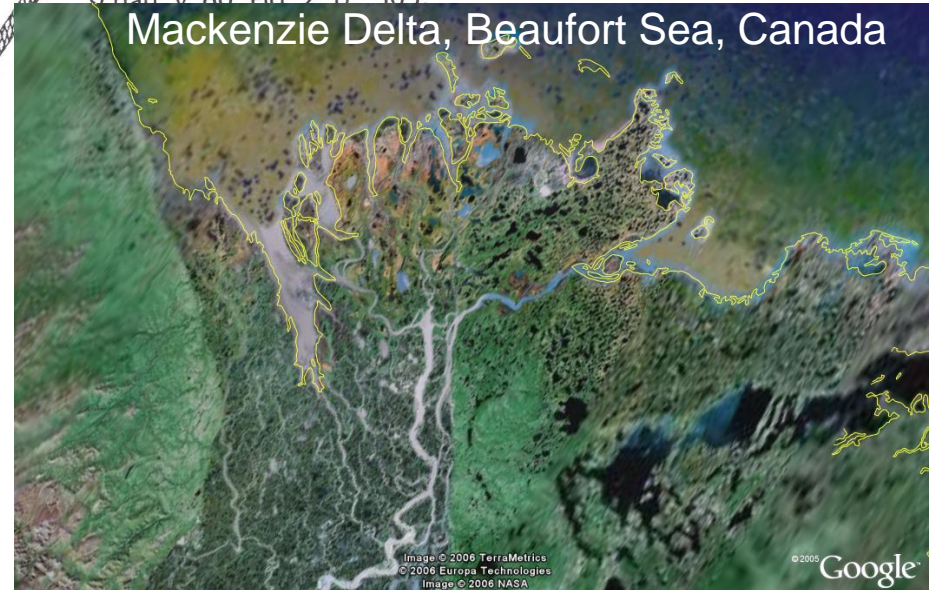 Mackenzie Delta, Beaufort Sea, Canada
Image © 2006 TerraMetrics
© 2006 Europa Technologies
Image © 2006 NASA
© 2005 Google